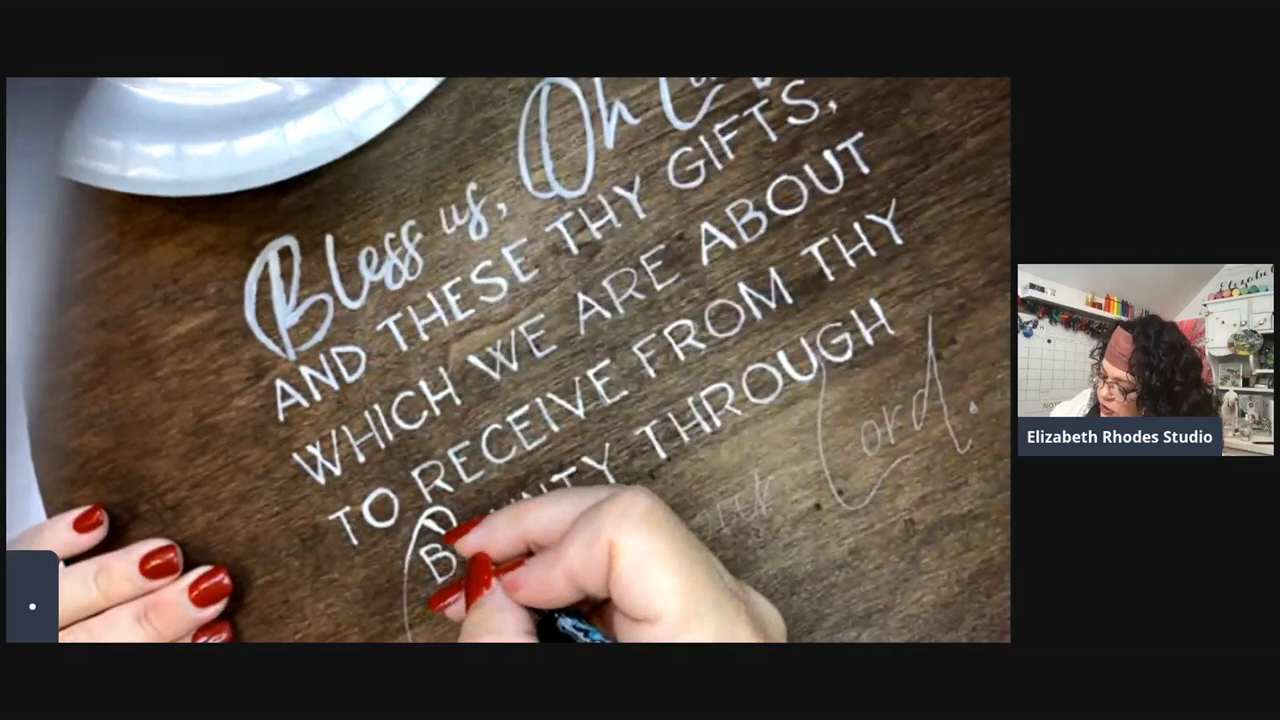 Bless us, Oh Lord
AND THESE THY GIFTS,
WHICH WE ARE ABOUT
TO RECEIVE FROM THY
THROUGH
Lord.
Elizabeth Rhodes Studio